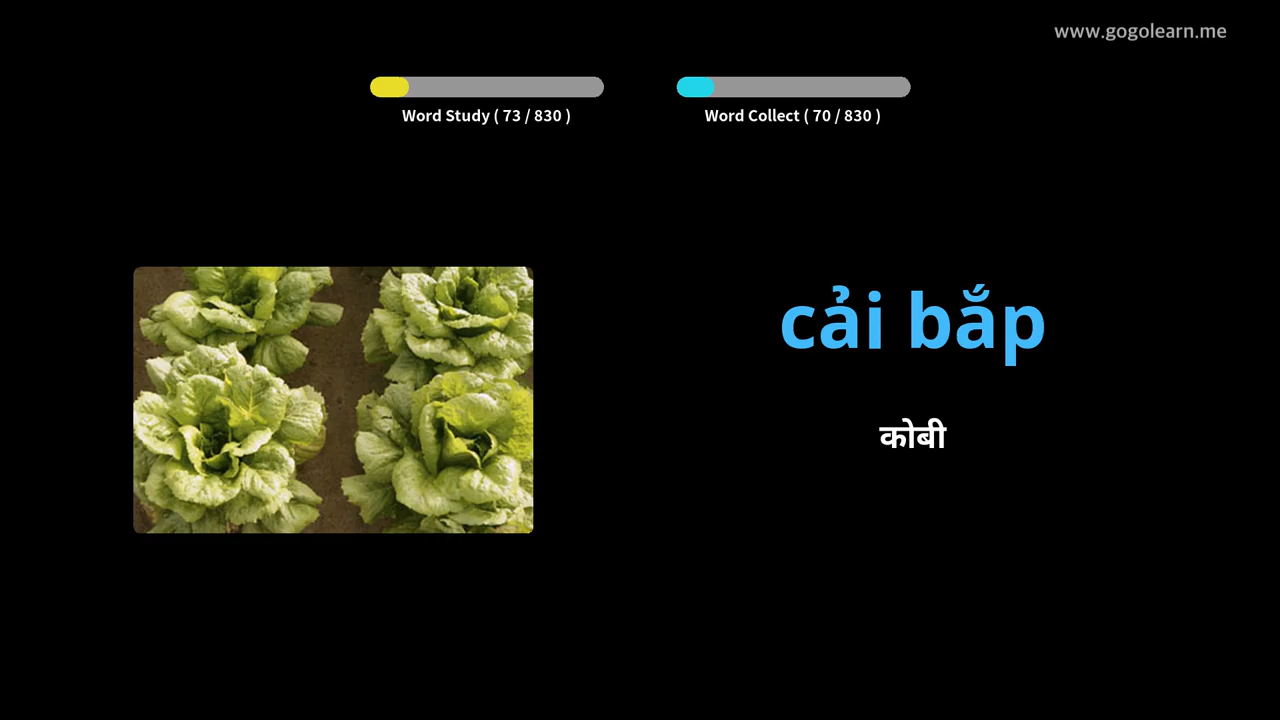 www.gogolearn.me
Word Study ( 73 / 830 )
Word Collect ( 70 / 830 )
cải bắp
कोबी